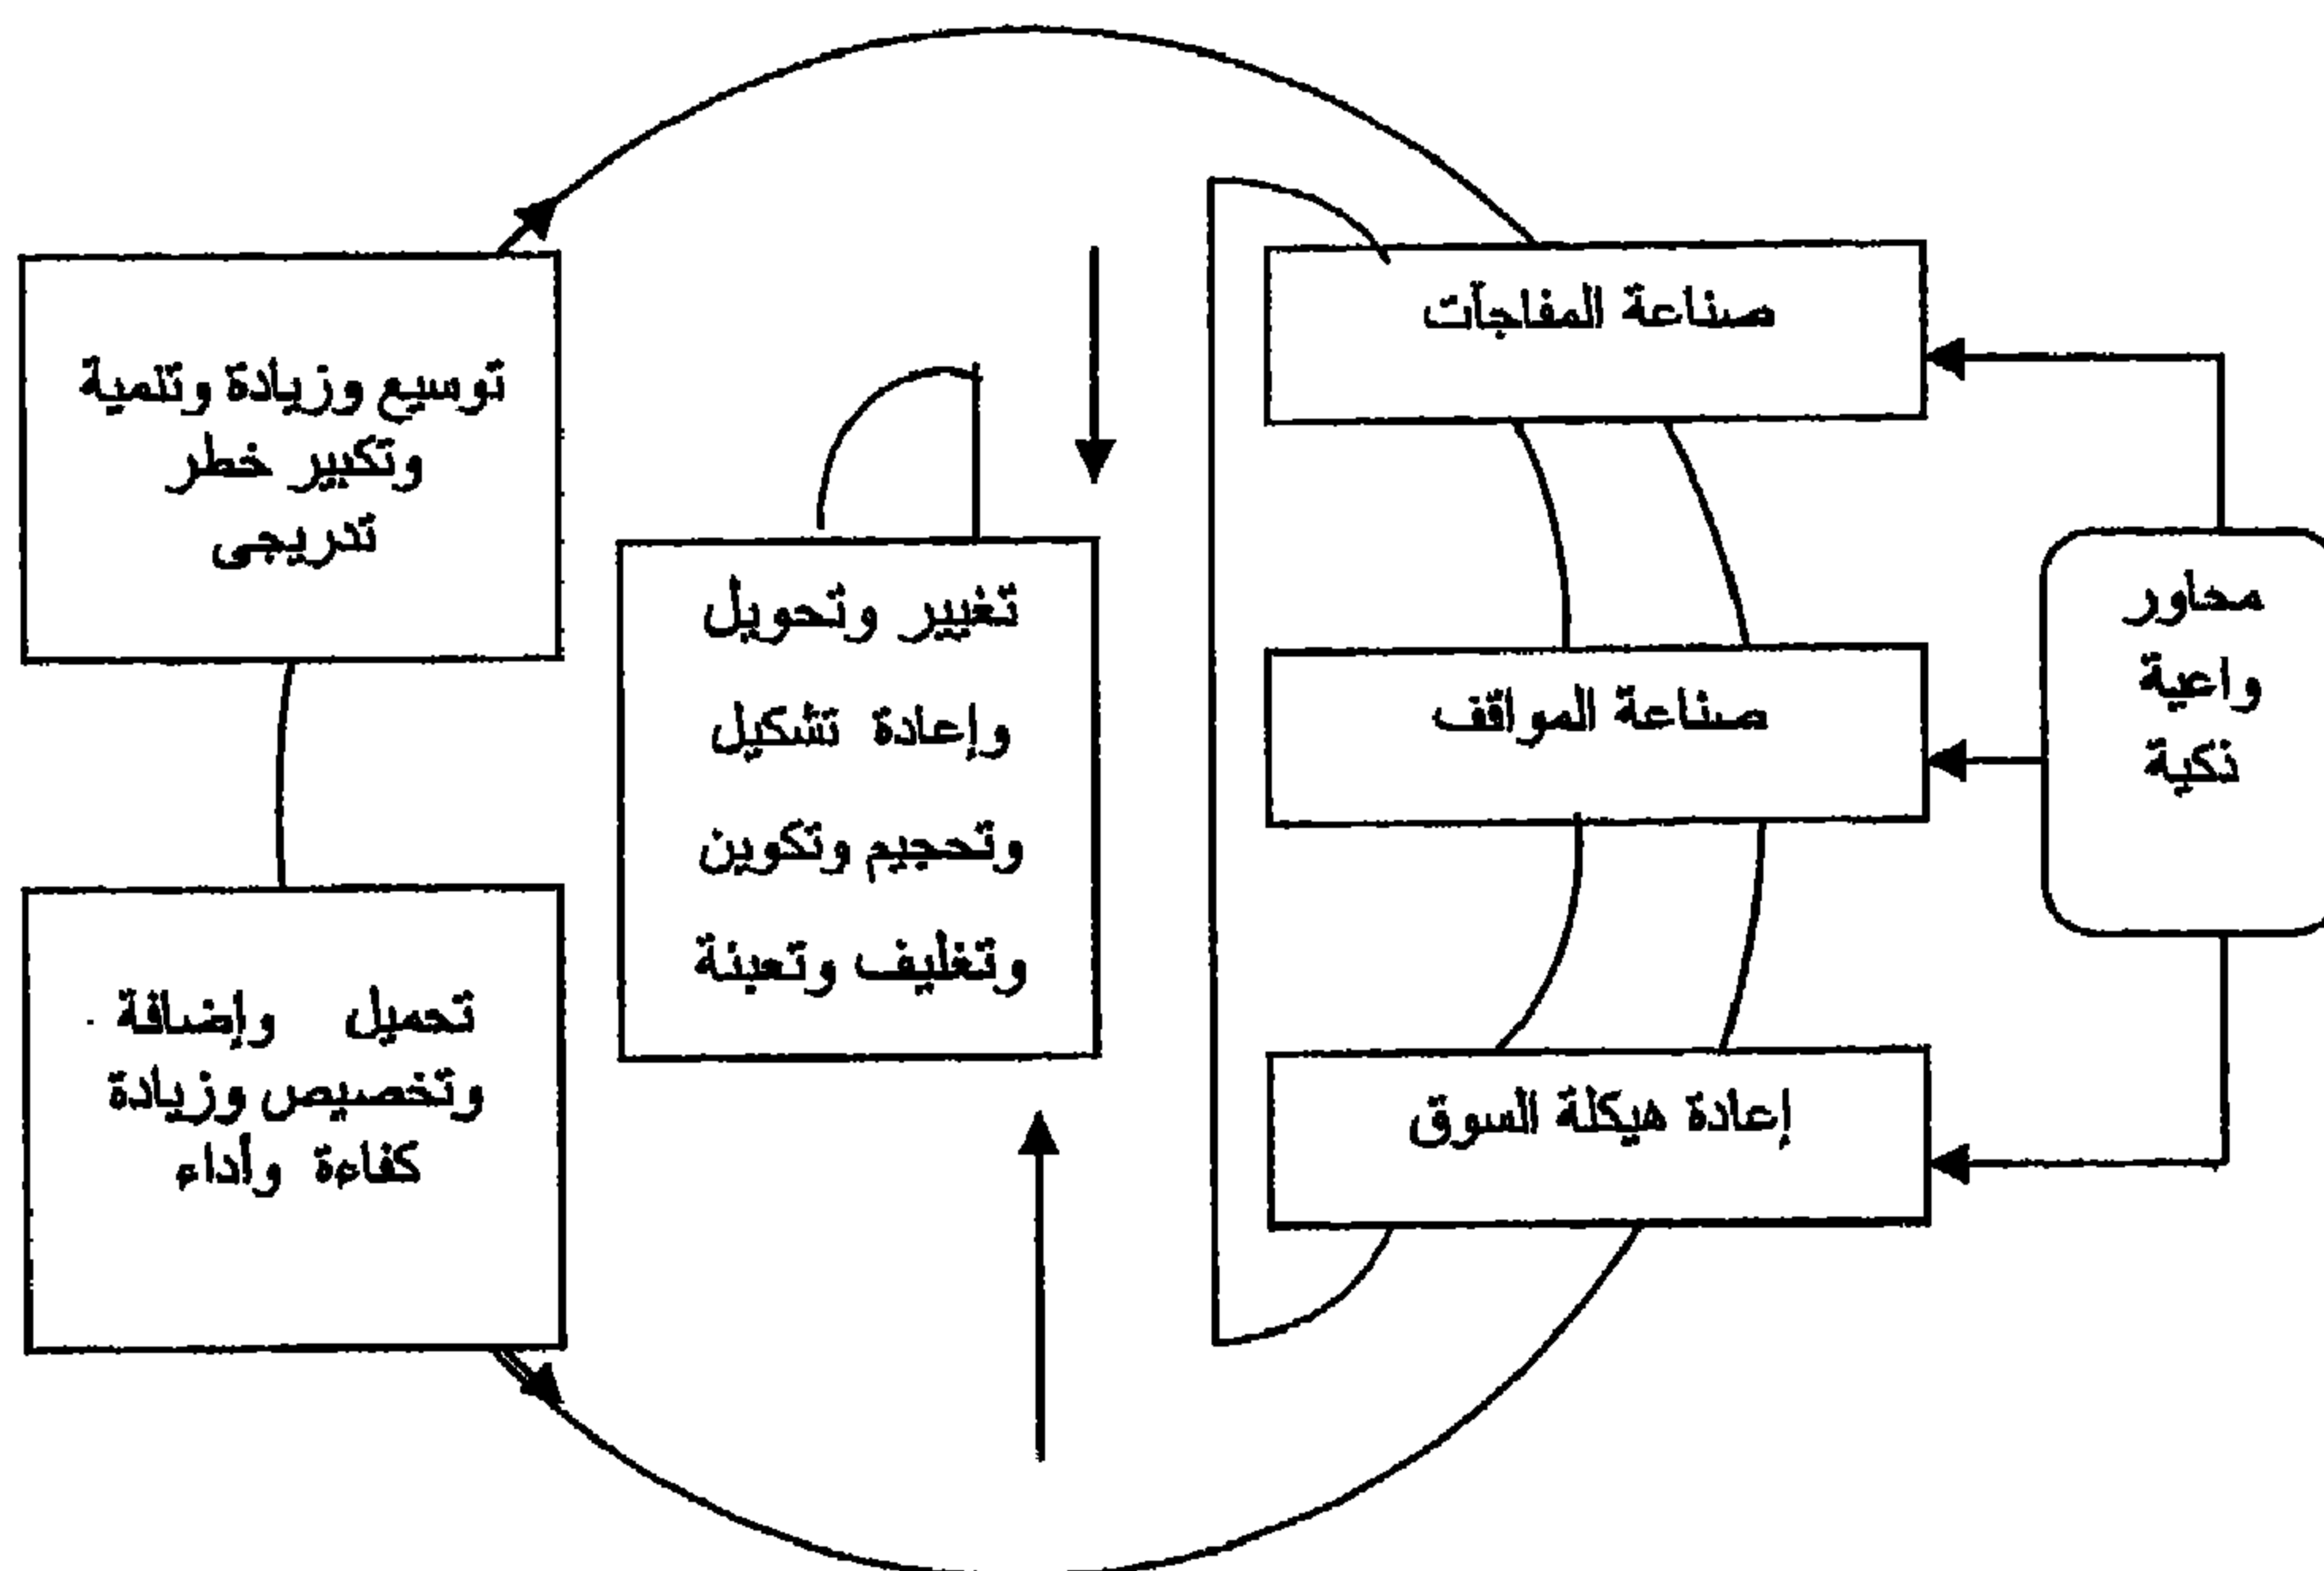 محاور
واعية
ذكية
صناعة المفاجآت
صناعة المواقف
إعادة هيكلة السوق
تغيير وتحويل
وإعادة تشكيل
وتحجيم وتكوين
وتغليف وتعبئة
توسيع وزيادة وتنمية
وتكبير خطر
تدريجى
تحميل وإضافة
وتخصيص وزيادة
كفاءة وأداء